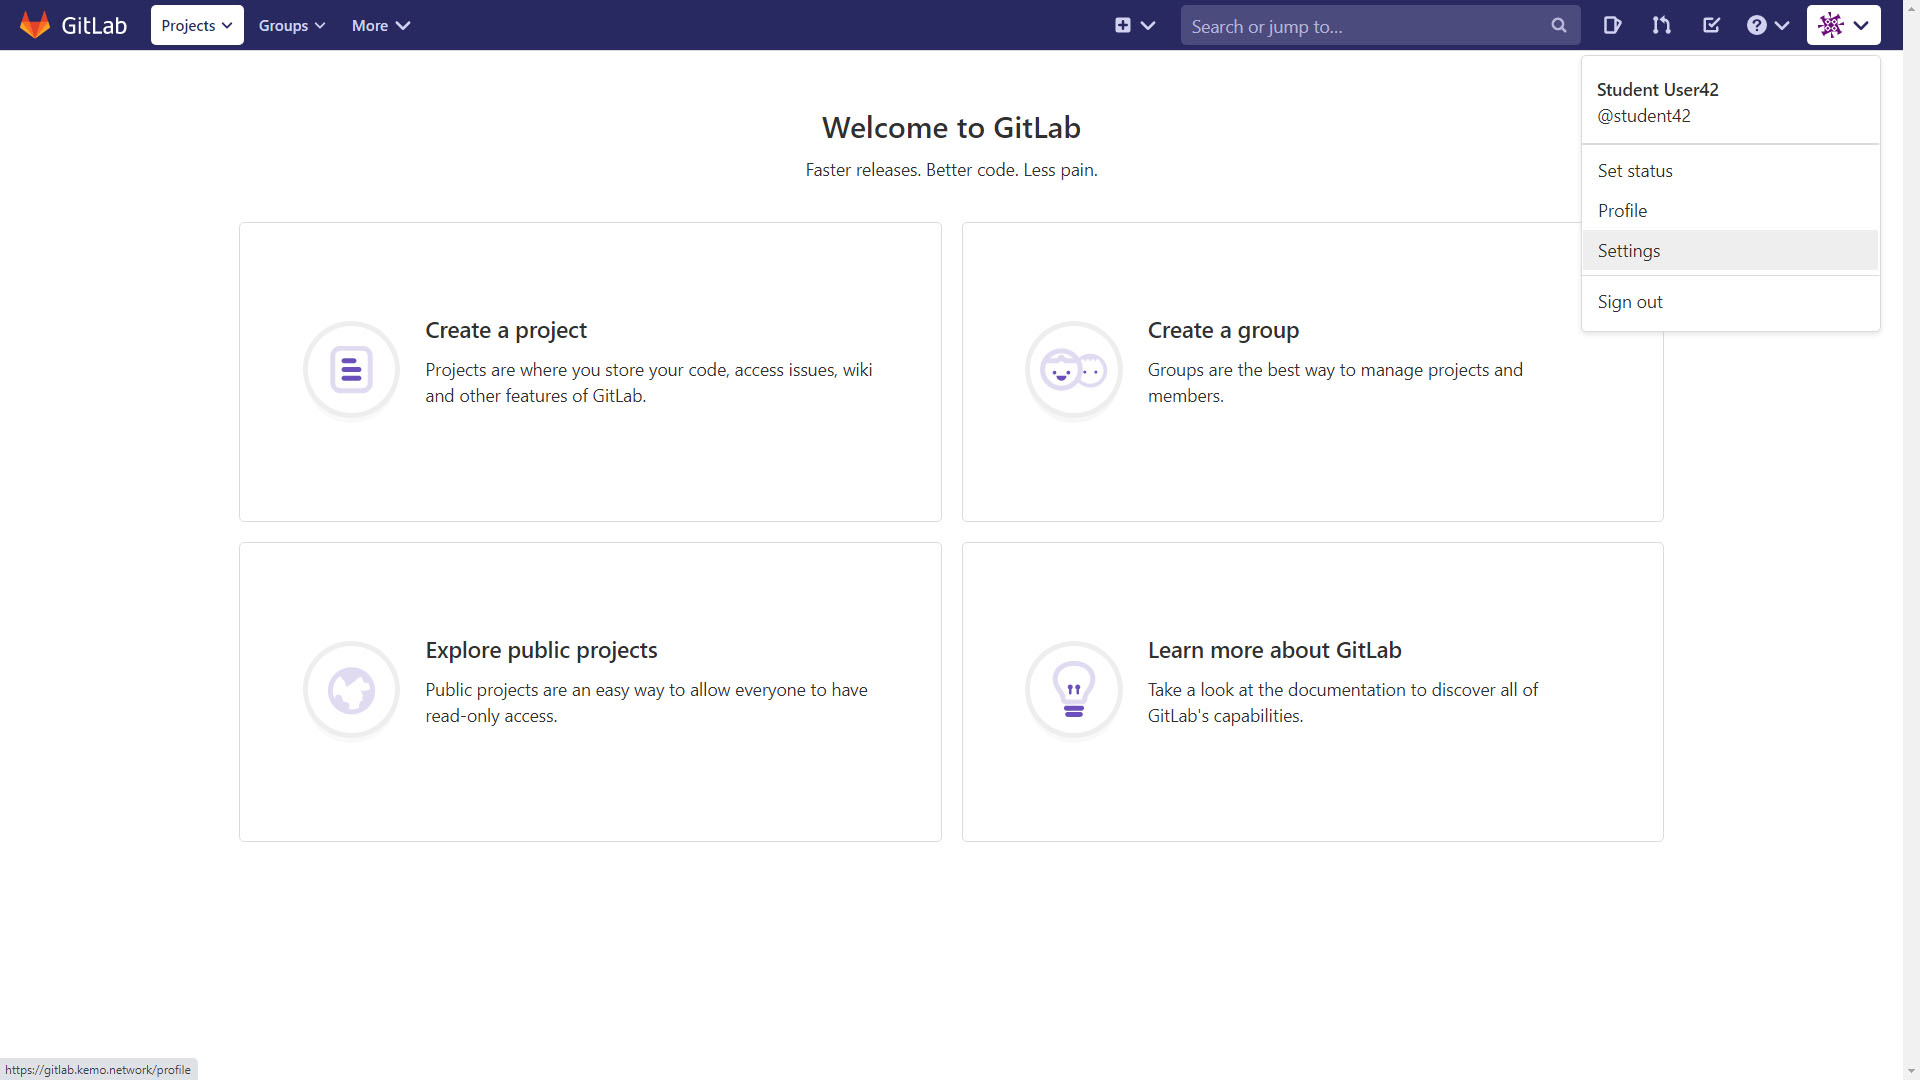 GitLab
Projects
Groups
More
Search or jump to...
Student User42
@student42
Set status
Profile
Settings
Sign out
Welcome to GitLab
Faster releases. Better code. Less pain.
Create a project
Projects are where you store your code, access issues, wiki
and other features of GitLab.
Create a group
Groups are the best way to manage projects and
members.
Explore public projects
Public projects are an easy way to allow everyone to have
read-only access.
Learn more about GitLab
Take a look at the documentation to discover all of
GitLab's capabilities.
https://gitlab.kemo.network/profile